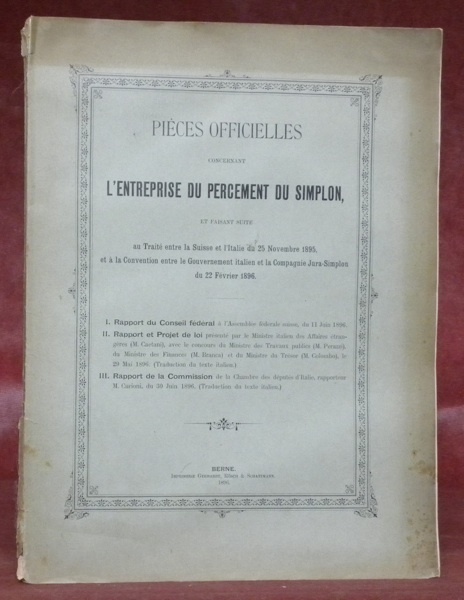 PIÈCES OFFICIELLES
CONCERNANT
L'ENTREPRISE DU PERCEMENT DU SIMPLON,
ET FAISANT SUITE
au Traité entre la Suisse et l'Italie du 25 Novembre 1895,
et à la Convention entre le Gouvernement italien et la Compagnie Jura-Simplon
du 22 Février 1896.
I. Rapport du Conseil fédéral à l'Assemblée fédérale suisse, du 11 Juin 1896.
II. Rapport et Projet de loi présenté par le Ministre italien des Affaires étran-
gères (M. Caetani), avec le concours du Ministre des Travaux publics (M. Perazzi),
du Ministre des Finances (M. Branca) et du Ministre du Trésor (M. Colombo), le
29 Mai 1896. (Traduction du texte italien.)
III. Rapport de la Commission de la Chambre des députés d'Italie, rapporteur
M. du 30 Juin 1896. (Traduction du texte italien.)
BERNE.
Imprimerie
1896.